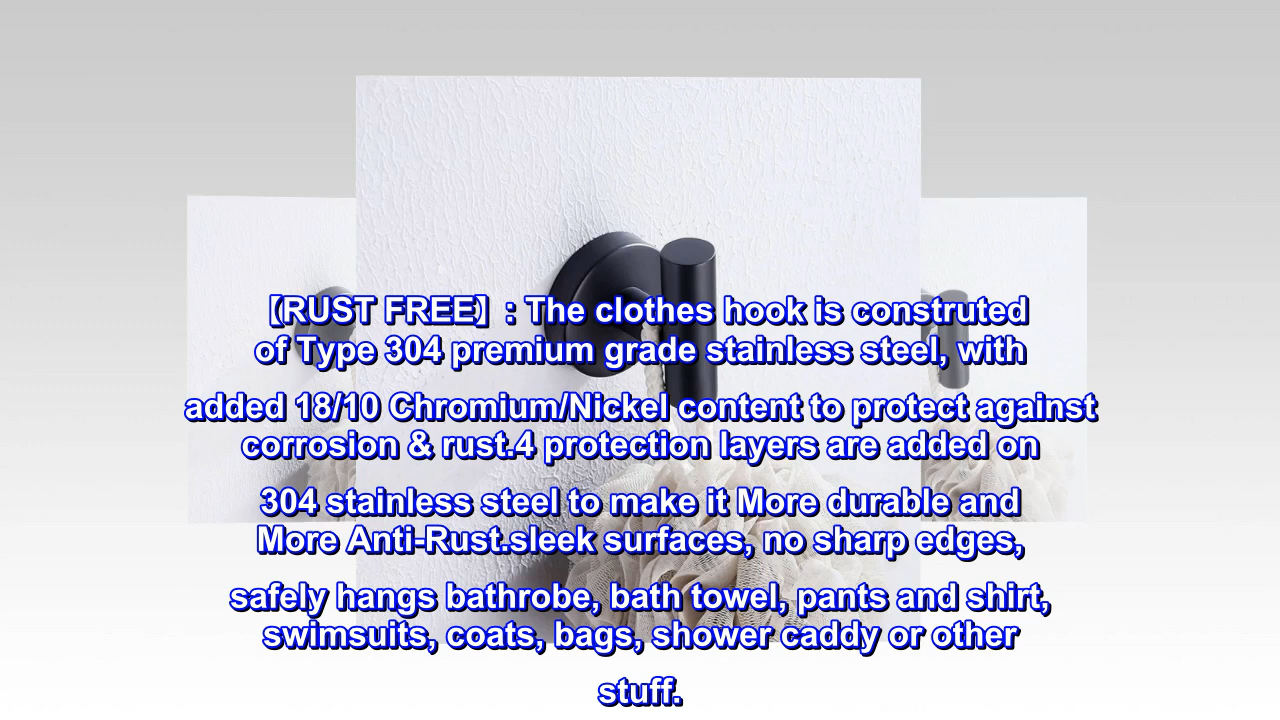 【RUST FREE】: The clothes hook is construted
of Type 304 premium grade stainless steel, with
added 18/10 Chromium/Nickel content to protect against
corrosion & rust.4 protection layers are added on
304 stainless steel to make it More durable and
More Anti-Rust.sleek surfaces, no sharp edges,
safely hangs bathrobe, bath towel, pants and shirt,
swimsuits, coats, bags, shower caddy or other
stuff.